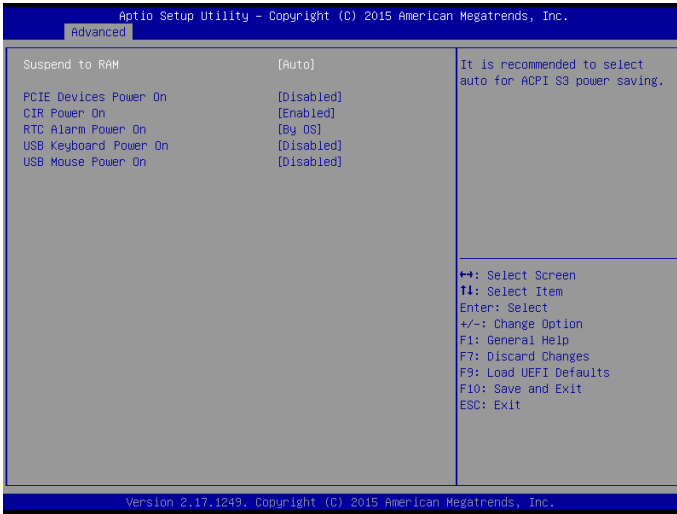 Aptio Setup Utility – Copyright (C) 2015 American Megatrends, Inc.
Advanced
Suspend to RAM [Auto]
PCIE Devices Power On [Disabled]
CIR Power On [Enabled]
RTC Alarm Power On [By OS]
USB Keyboard Power On [Disabled]
USB Mouse Power On [Disabled]
It is recommended to select
auto for ACPI S3 power saving.
↔: Select Screen
↑↓: Select Item
Enter: Select
+/-: Change Option
F1: General Help
F7: Discard Changes
F9: Load UEFI Defaults
F10: Save and Exit
ESC: Exit
Version 2.17.1249. Copyright (C) 2015 American Megatrends, Inc.